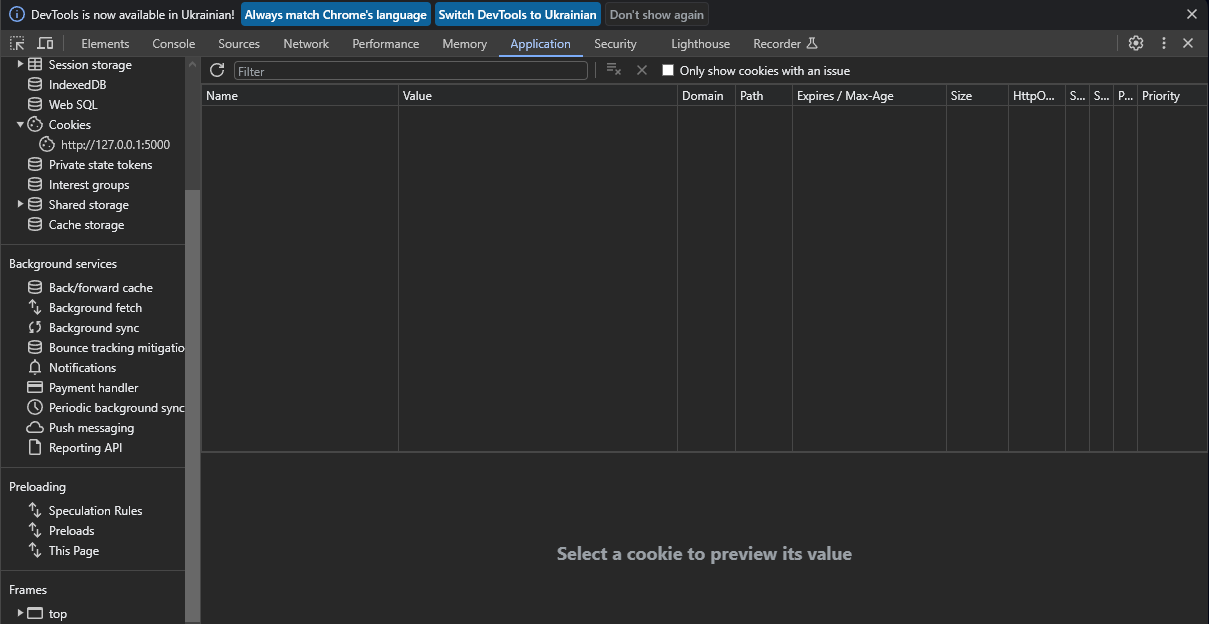 DevTools is now available in Ukrainian! Always match Chrome's language Switch DevTools to Ukrainian Don't show again
Elements Console Sources Network Performance Memory Application Security Lighthouse Recorder
Session storage
IndexedDB
Web SQL
Cookies
http://127.0.0.1:5000
Private state tokens
Interest groups
Shared storage
Cache storage
Background services
Back/forward cache
Background fetch
Background sync
Bounce tracking mitigatio
Notifications
Payment handler
Periodic background sync
Push messaging
Reporting API
Preloading
Speculation Rules
Preloads
This Page
Frames
top
Filter Only show cookies with an issue
Name Value Domain Path Expires / Max-Age Size HttpO... S... S... P... Priority
Select a cookie to preview its value